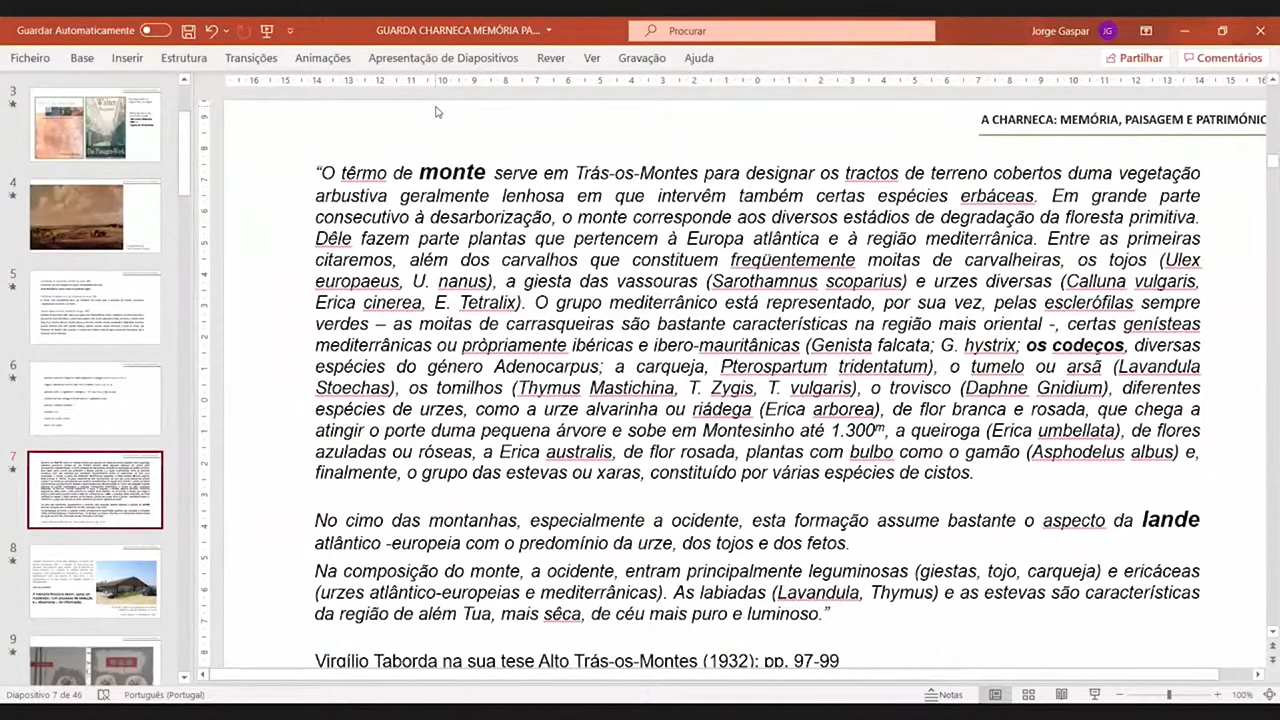 Guardar Automaticamente
GUARDA CHARNECA MEMÓRIA PA...
Procurar
Jorge Gaspar
JG
Ficheiro Base Inserir Estrutura Transições Animações Apresentação de Diapositivos Rever Ver Gravação Ajuda
Partilhar
Comentários
A CHARNECA: MEMÓRIA, PAISAGEM E PATRIMÓNIC
“O têrmo de monte serve em Trás-os-Montes para designar os tractos de terreno cobertos duma vegetação
arbustiva geralmente lenhosa em que intervêm também certas espécies orbáceas. Em grande parte
consecutivo à desarborização, o monte corresponde aos diversos estádios de degradação da floresta primitiva.
Dêle fazem parte plantas que pertencem à Europa atlântica e à região mediterrânica. Entre as primeiras
citaremos, além dos carvalhos que constituem freqüentemente moitas de carvalheiras, os tojos (Ulex
europaeus, U. nanus), a giesta das vassouras (Sarothamnus scoparius) e urzes diversas (Calluna vulgaris,
Erica cinerea, E. Tetralix). O grupo mediterrânico está representado, por sua vez, pelas esclerófilas sempre
verdes – as moitas de carrasqueiras são bastante características na região mais oriental -, certas genísteas
mediterrânicas ou pròpriamente ibéricas e ibero-mauritânicas (Genista falcata; G. hystrix; os codeços, diversas
espécies do género Adenocarpus; a carqueja, Pterospartum tridentatum), o tumelo ou arsã (Lavandula
Stoechas), os tomilhos (Thymus Mastichina, T. Zygis, T. vulgaris), o trovisco (Daphne Gnidium), diferentes
espécies de urzes, como a urze alvarinha ou riádega (Erica arborea), de flor branca e rosada, que chega a
atingir o porte duma pequena árvore e sobe em Montesinho até 1.300ᵐ, a queiroga (Erica umbellata), de flores
azuladas ou róseas, a Erica australis, de flor rosada, plantas com bulbo como o gamão (Asphodelus albus) e,
finalmente, o grupo das estevas ou xaras, constituído por várias espécies de cistos.
No cimo das montanhas, especialmente a ocidente, esta formação assume bastante o aspecto da lande
atlântico -europeia com o predomínio da urze, dos tojos e dos fetos.
Na composição do monte, a ocidente, entram principalmente leguminosas (giestas, tojo, carqueja) e ericáceas
(urzes atlântico-europeias e mediterrânicas). As labiadas (Lavandula, Thymus) e as estevas são características
da região de além Tua, mais sêca, de céu mais puro e luminoso.”
Virgílio Taborda na sua tese Alto Trás-os-Montes (1932): pp. 97-99
3
4
5
6
7
8
9
Diapositivo 7 de 46
Português (Portugal)
Notas
100%